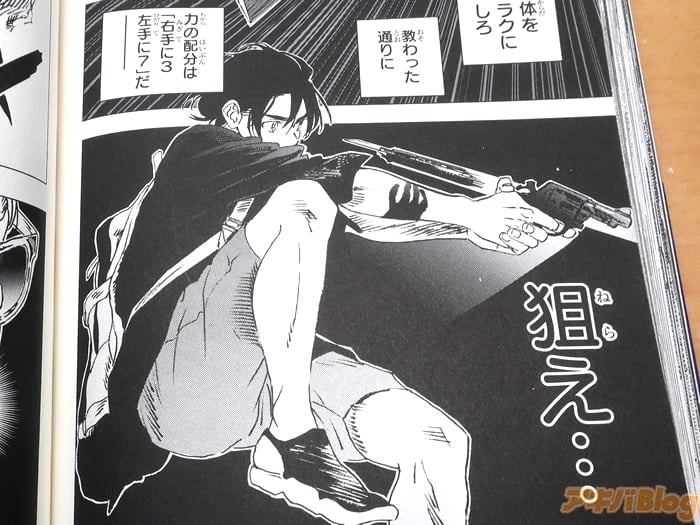 体を
ラクに
しろ
教わった
通りに
力の配分は
「右手に3
左手に7」だ
───
狙え…
アキバBlog